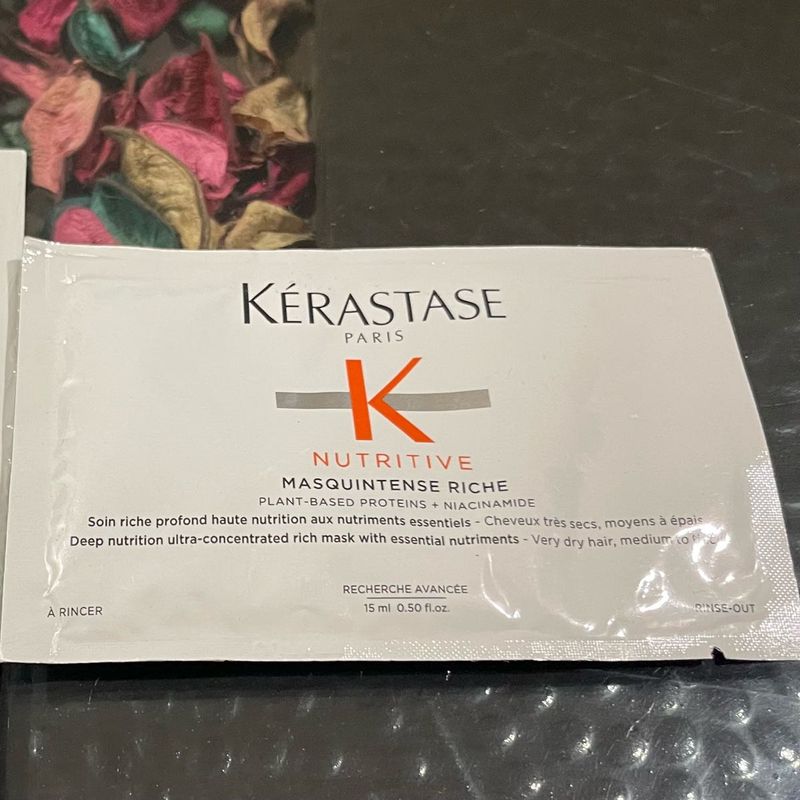 KÉRASTASE
PARIS
K
NUTRITIVE
MASQUINTENSE RICHE
PLANT-BASED PROTEINS + NIACINAMIDE
Soin riche profond haute nutrition aux nutriments essentiels - Cheveux très secs, moyens à épais
Deep nutrition ultra-concentrated rich mask with essential nutriments - Very dry hair, medium to
RECHERCHE AVANCÉE
15 ml 0.50 fl.oz.
À RINCER
RINSE-OUT